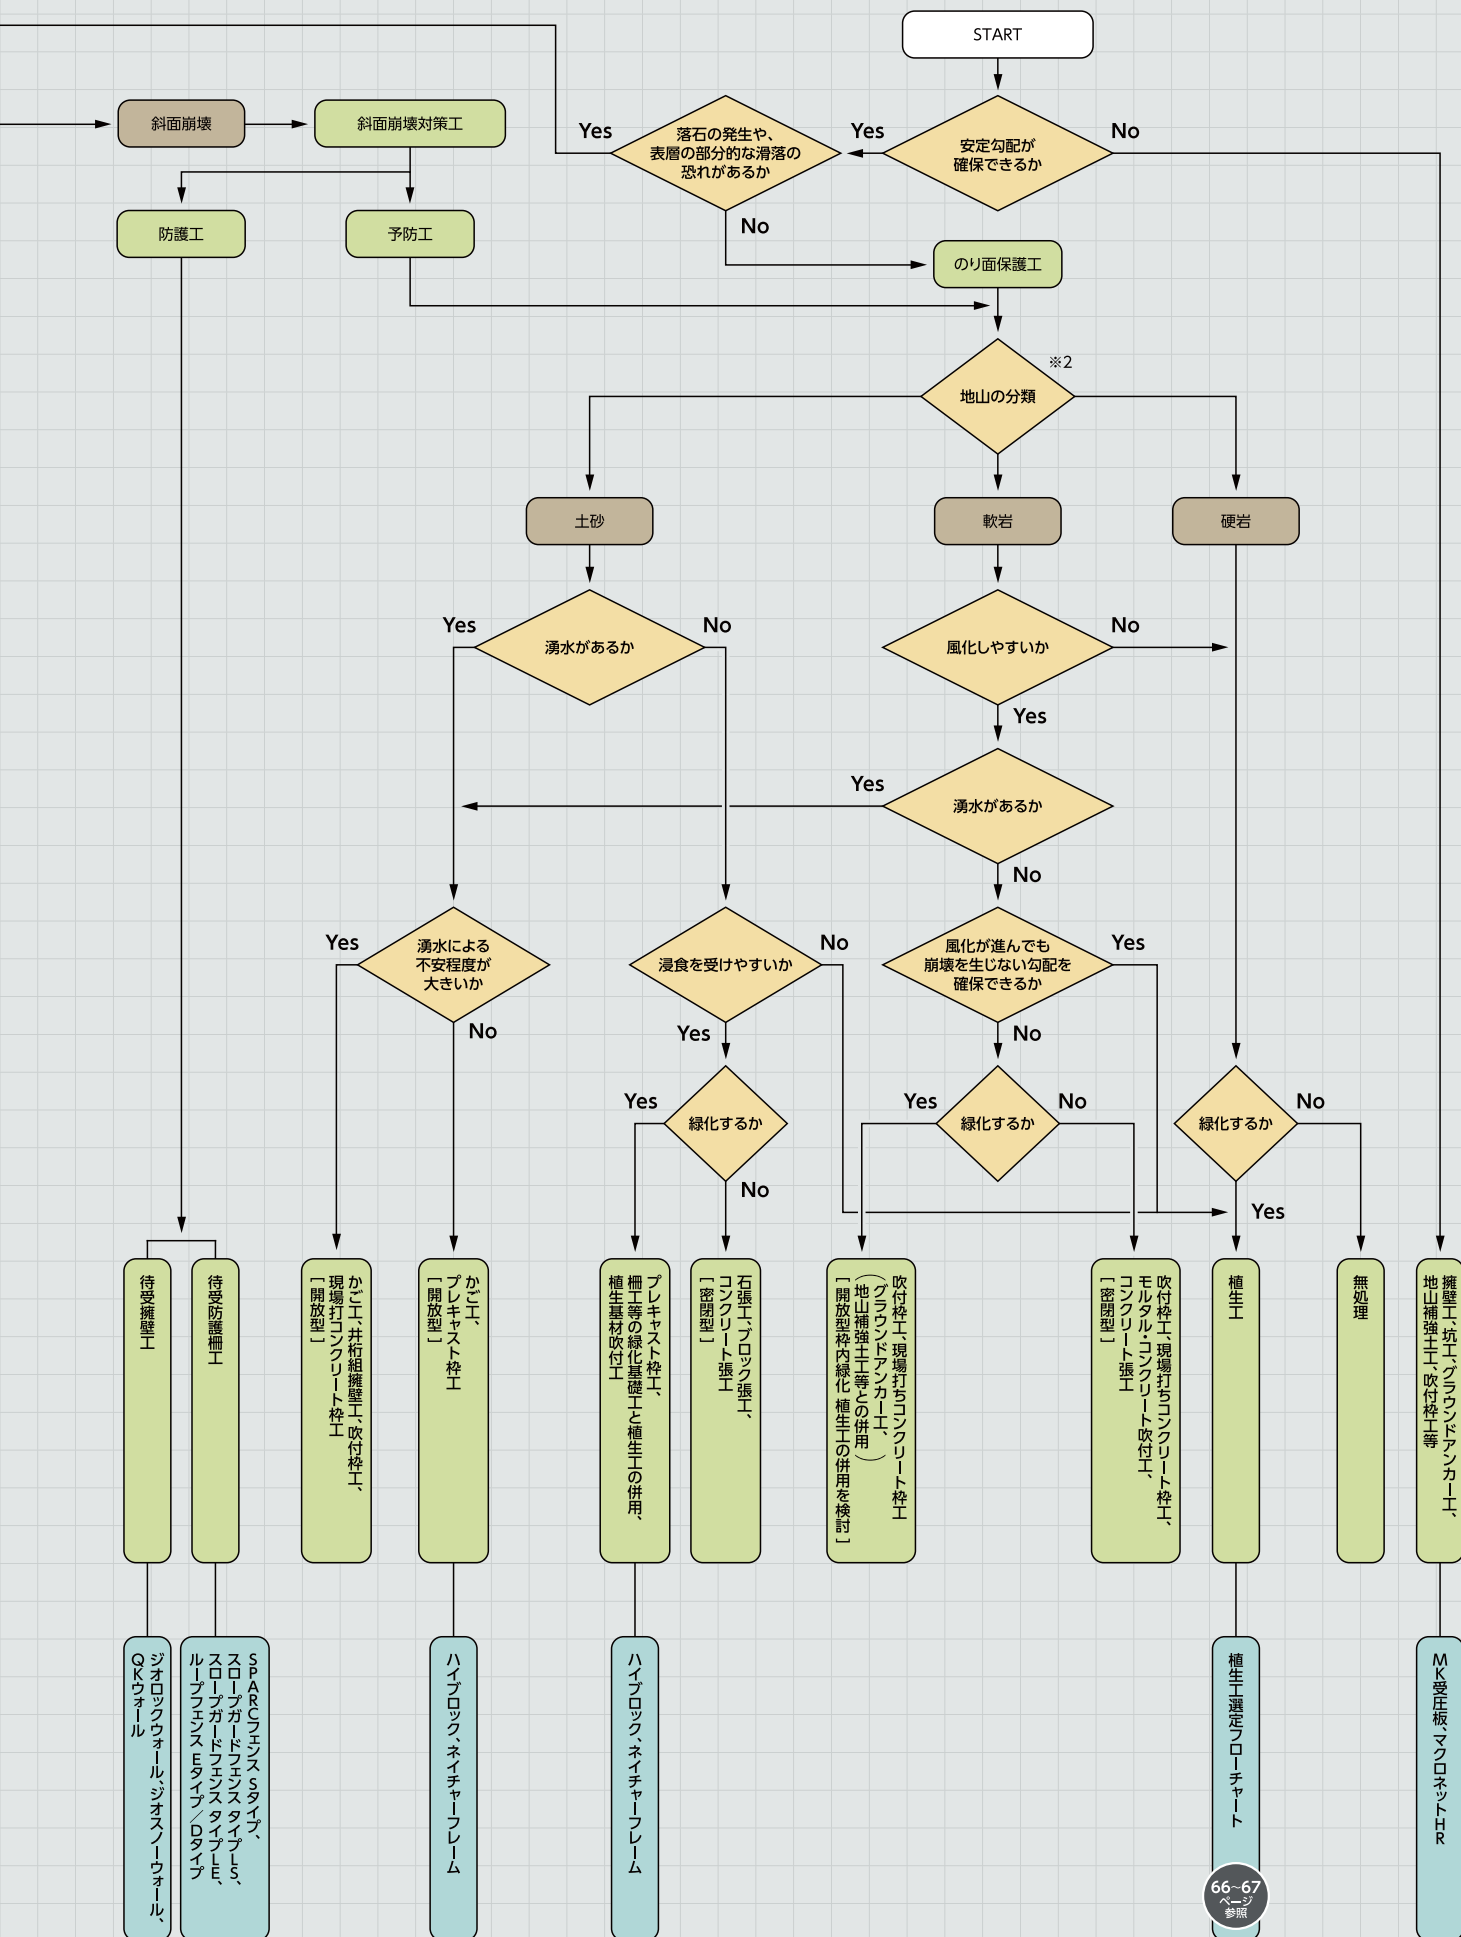 START
安定勾配が
確保できるか
Yes
No
落石の発生や、
表層の部分的な滑落の
恐れがあるか
Yes
No
斜面崩壊
斜面崩壊対策工
防護工
予防工
のり面保護工
地山の分類
※2
土砂
軟岩
硬岩
湧水があるか
Yes
No
風化しやすいか
No
Yes
湧水があるか
Yes
No
湧水による
不安程度が
大きいか
Yes
No
浸食を受けやすいか
No
Yes
風化が進んでも
崩壊を生じない勾配を
確保できるか
Yes
No
緑化するか
Yes
No
緑化するか
Yes
No
緑化するか
No
Yes
待受擁壁工
待受防護柵工
かご工、井桁組擁壁工、吹付枠工、
現場打コンクリート枠工
[開放型]
かご工、
プレキャスト枠工
[開放型]
プレキャスト枠工、
柵工等の緑化基礎工と植生工の併用、
植生基材吹付工
石張工、ブロック張工、
コンクリート張工
[密閉型]
吹付枠工、現場打ちコンクリート枠工
(グラウンドアンカー工、
地山補強土工等との併用)
[開放型枠内緑化 植生工の併用を検討]
吹付枠工、現場打ちコンクリート枠工、
モルタル・コンクリート吹付工、
コンクリート張工
[密閉型]
植生工
無処理
擁壁工、坑工、グラウンドアンカー工、
地山補強土工、吹付枠工等
ジオロックウォール、ジオスノーウォール、
QKウォール
SPARCフェンス Sタイプ、
スロープガードフェンス タイプLS、
スロープガードフェンス タイプLE、
ループフェンス Eタイプ/Dタイプ
ハイブロック、ネイチャーフレーム
ハイブロック、ネイチャーフレーム
植生工選定フローチャート
66~67
ページ
参照
MK受圧板、マクロネットHR